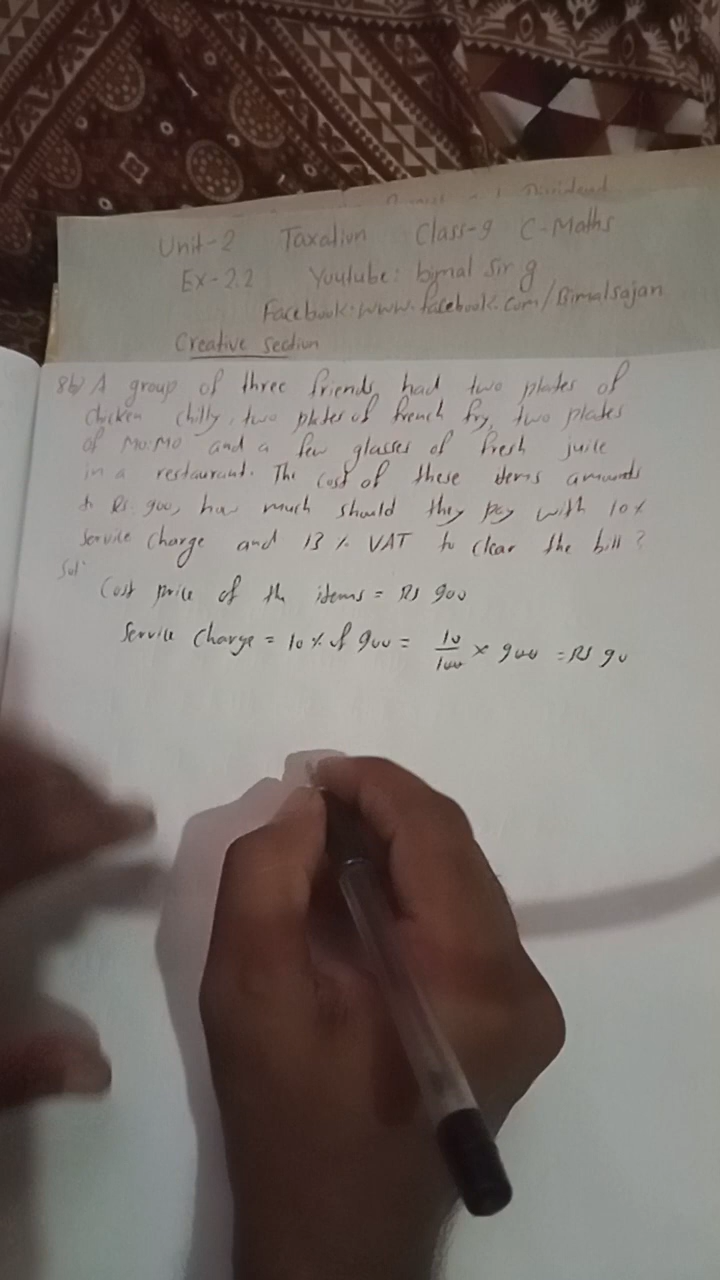 Dividend
Unit-2 Taxation Class-9 C-Maths
Ex-2.2 Youtube: bimal sir g
Facebook:www.facebook.com/Bimalsajan
Creative section
8b) A group of three friends had two plates of
chicken chilly, two plates of french fry, two plates
of Mo:Mo and a few glasses of fresh juice
in a restaurant. The cost of these items amounts
to Rs. 900, how much should they pay with 10%
service charge and 13% VAT to clear the bill?
Solⁿ
Cost price of the items = Rs 900
Service charge = 10% of 900 = 10/100 × 900 = Rs 90